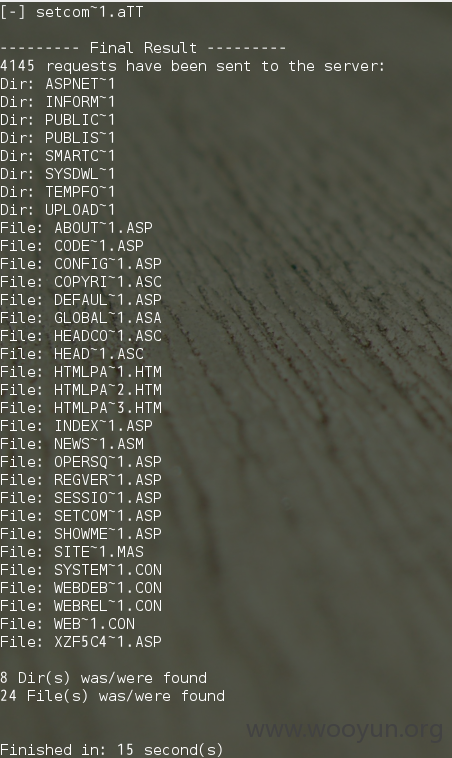 [-] setcom~1.aTT
--------- Final Result ---------
4145 requests have been sent to the server:
Dir: ASPNET~1
Dir: INFORM~1
Dir: PUBLIC~1
Dir: PUBLIS~1
Dir: SMARTC~1
Dir: SYSDWL~1
Dir: TEMPFO~1
Dir: UPLOAD~1
File: ABOUT~1.ASP
File: CODE~1.ASP
File: CONFIG~1.ASP
File: COPYRI~1.ASC
File: DEFAUL~1.ASP
File: GLOBAL~1.ASA
File: HEADCO~1.ASC
File: HEAD~1.ASC
File: HTMLPA~1.HTM
File: HTMLPA~2.HTM
File: HTMLPA~3.HTM
File: INDEX~1.ASP
File: NEWS~1.ASM
File: OPERSQ~1.ASP
File: REGVER~1.ASP
File: SESSIO~1.ASP
File: SETCOM~1.ASP
File: SHOWME~1.ASP
File: SITE~1.MAS
File: SYSTEM~1.CON
File: WEBDEB~1.CON
File: WEBREL~1.CON
File: WEB~1.CON
File: XZF5C4~1.ASP
8 Dir(s) was/were found
24 File(s) was/were found
www.wooyun.org
Finished in: 15 second(s)